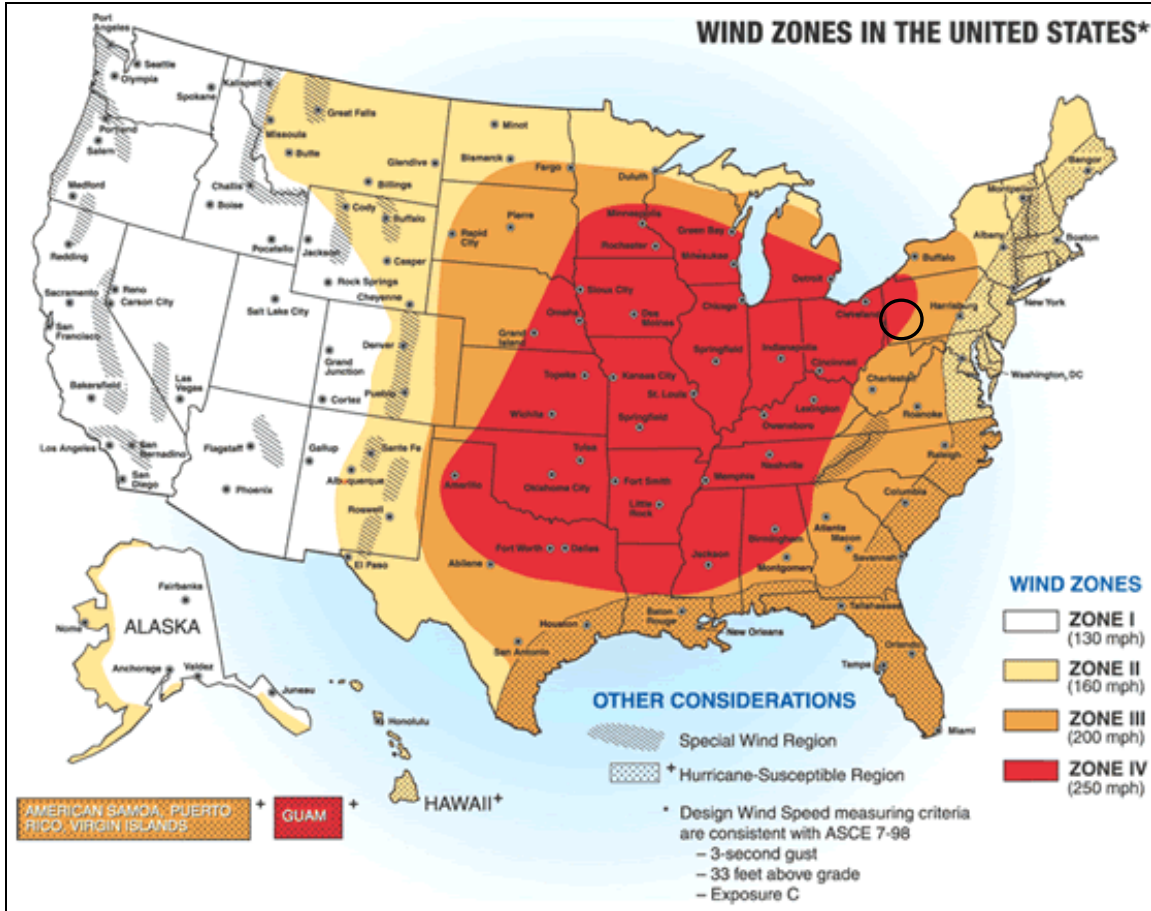 WIND ZONES IN THE UNITED STATES*
Port
Angeles
Seattle
Olympia
Spokane
Kalispell
Great Falls
Missoula
Butte
Glendive
Billings
Minot
Bismarck
Fargo
Duluth
Portland
Salem
Medford
Challis
Boise
Pocatello
Cody
Buffalo
Jackson
Casper
Rock Springs
Cheyenne
Rapid
City
Pierre
Minneapolis
Rochester
Green Bay
Milwaukee
Detroit
Buffalo
Albany
Montpelier
Bangor
Boston
New York
Harrisburg
Cleveland
Chicago
Redding
Reno
Carson City
Sacramento
San
Francisco
Salt Lake City
Grand
Junction
Denver
Pueblo
Cortez
Sioux City
Omaha
Des
Moines
Grand
Island
Topeka
Kansas City
Springfield
Indianapolis
Cincinnati
Charleston
Washington, DC
Bakersfield
Las
Vegas
Los Angeles
San
Bernadino
San
Diego
Flagstaff
Phoenix
Gallup
Sante Fe
Albuquerque
Roswell
El Paso
Wichita
St. Louis
Springfield
Lexington
Owensboro
Roanoke
Raleigh
Nashville
Memphis
Tulsa
Oklahoma City
Amarillo
Fort Smith
Little
Rock
Fort Worth
Dallas
Abilene
Jackson
Birmingham
Montgomery
Atlanta
Macon
Columbia
Savannah
Tallahassee
Baton
Rouge
New Orleans
Houston
San Antonio
Orlando
Tampa
Miami
Fairbanks
Nome
ALASKA
Anchorage
Valdez
Juneau
Honolulu
HAWAII+
AMERICAN SAMOA, PUERTO
RICO, VIRGIN ISLANDS
+
GUAM
+
OTHER CONSIDERATIONS
Special Wind Region
+ Hurricane-Susceptible Region
* Design Wind Speed measuring criteria
are consistent with ASCE 7-98
– 3-second gust
– 33 feet above grade
– Exposure C
WIND ZONES
ZONE I
(130 mph)
ZONE II
(160 mph)
ZONE III
(200 mph)
ZONE IV
(250 mph)